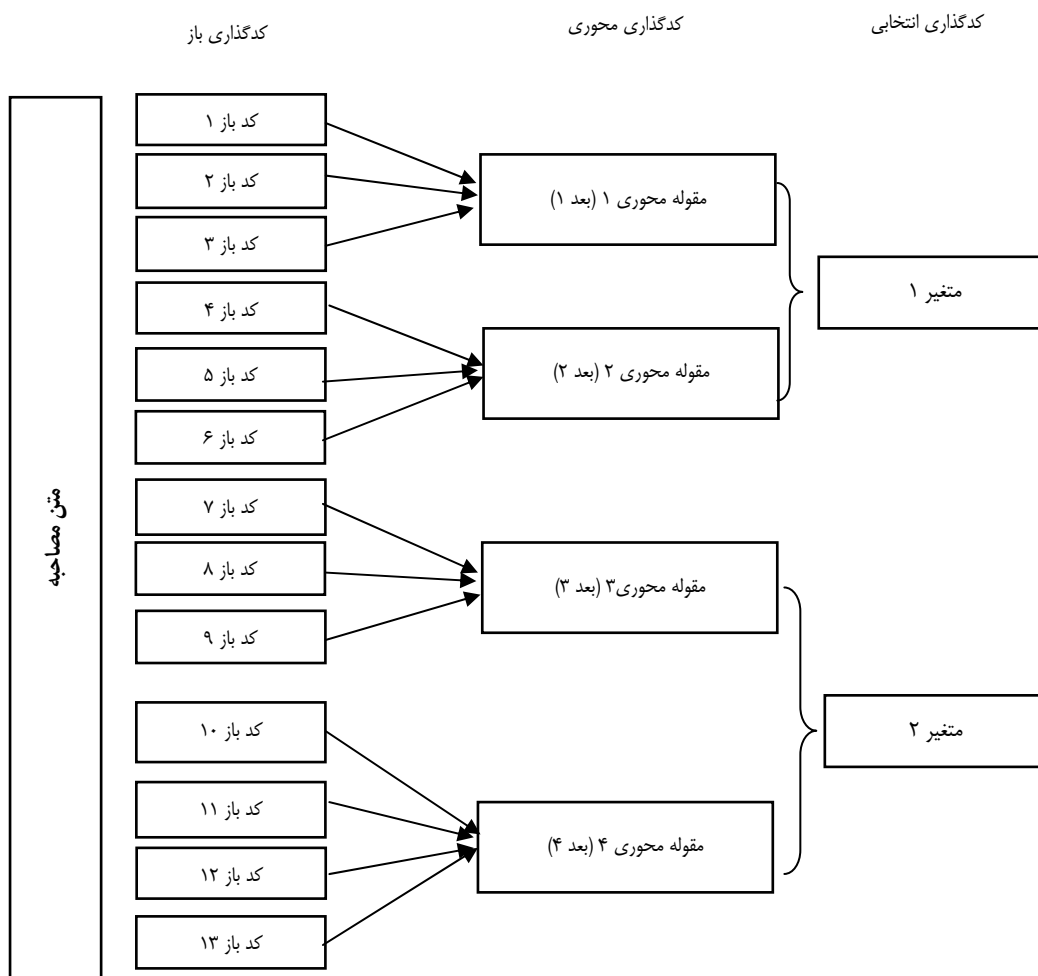 کدگذاری باز
کدگذاری محوری
کدگذاری انتخابی
متن مصاحبه
کد باز ۱
کد باز ۲
کد باز ۳
کد باز ۴
کد باز ۵
کد باز ۶
کد باز ۷
کد باز ۸
کد باز ۹
کد باز ۱۰
کد باز ۱۱
کد باز ۱۲
کد باز ۱۳
مقوله محوری ۱ (بعد ۱)
مقوله محوری ۲ (بعد ۲)
مقوله محوری۳ (بعد ۳)
مقوله محوری ۴ (بعد ۴)
متغیر ۱
متغیر ۲